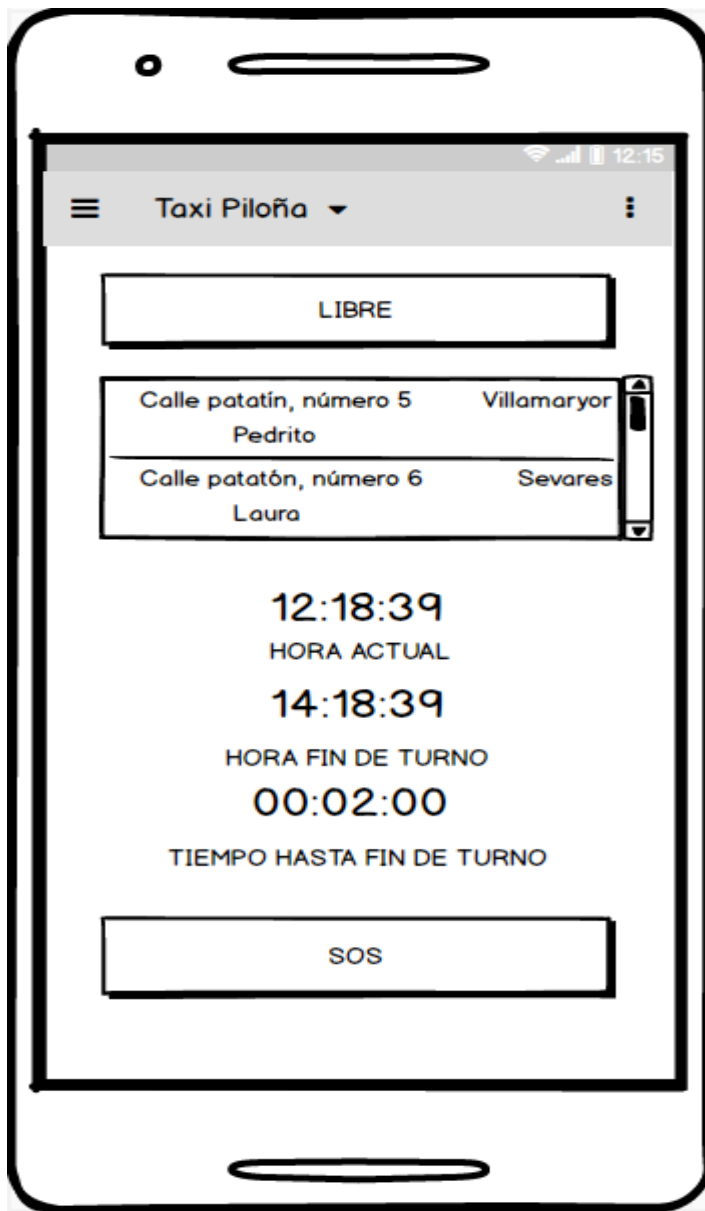 12:15
Taxi Piloña
LIBRE
Calle patatín, número 5 Villamaryor
Pedrito
Calle patatón, número 6 Sevares
Laura
12:18:39
HORA ACTUAL
14:18:39
HORA FIN DE TURNO
00:02:00
TIEMPO HASTA FIN DE TURNO
SOS